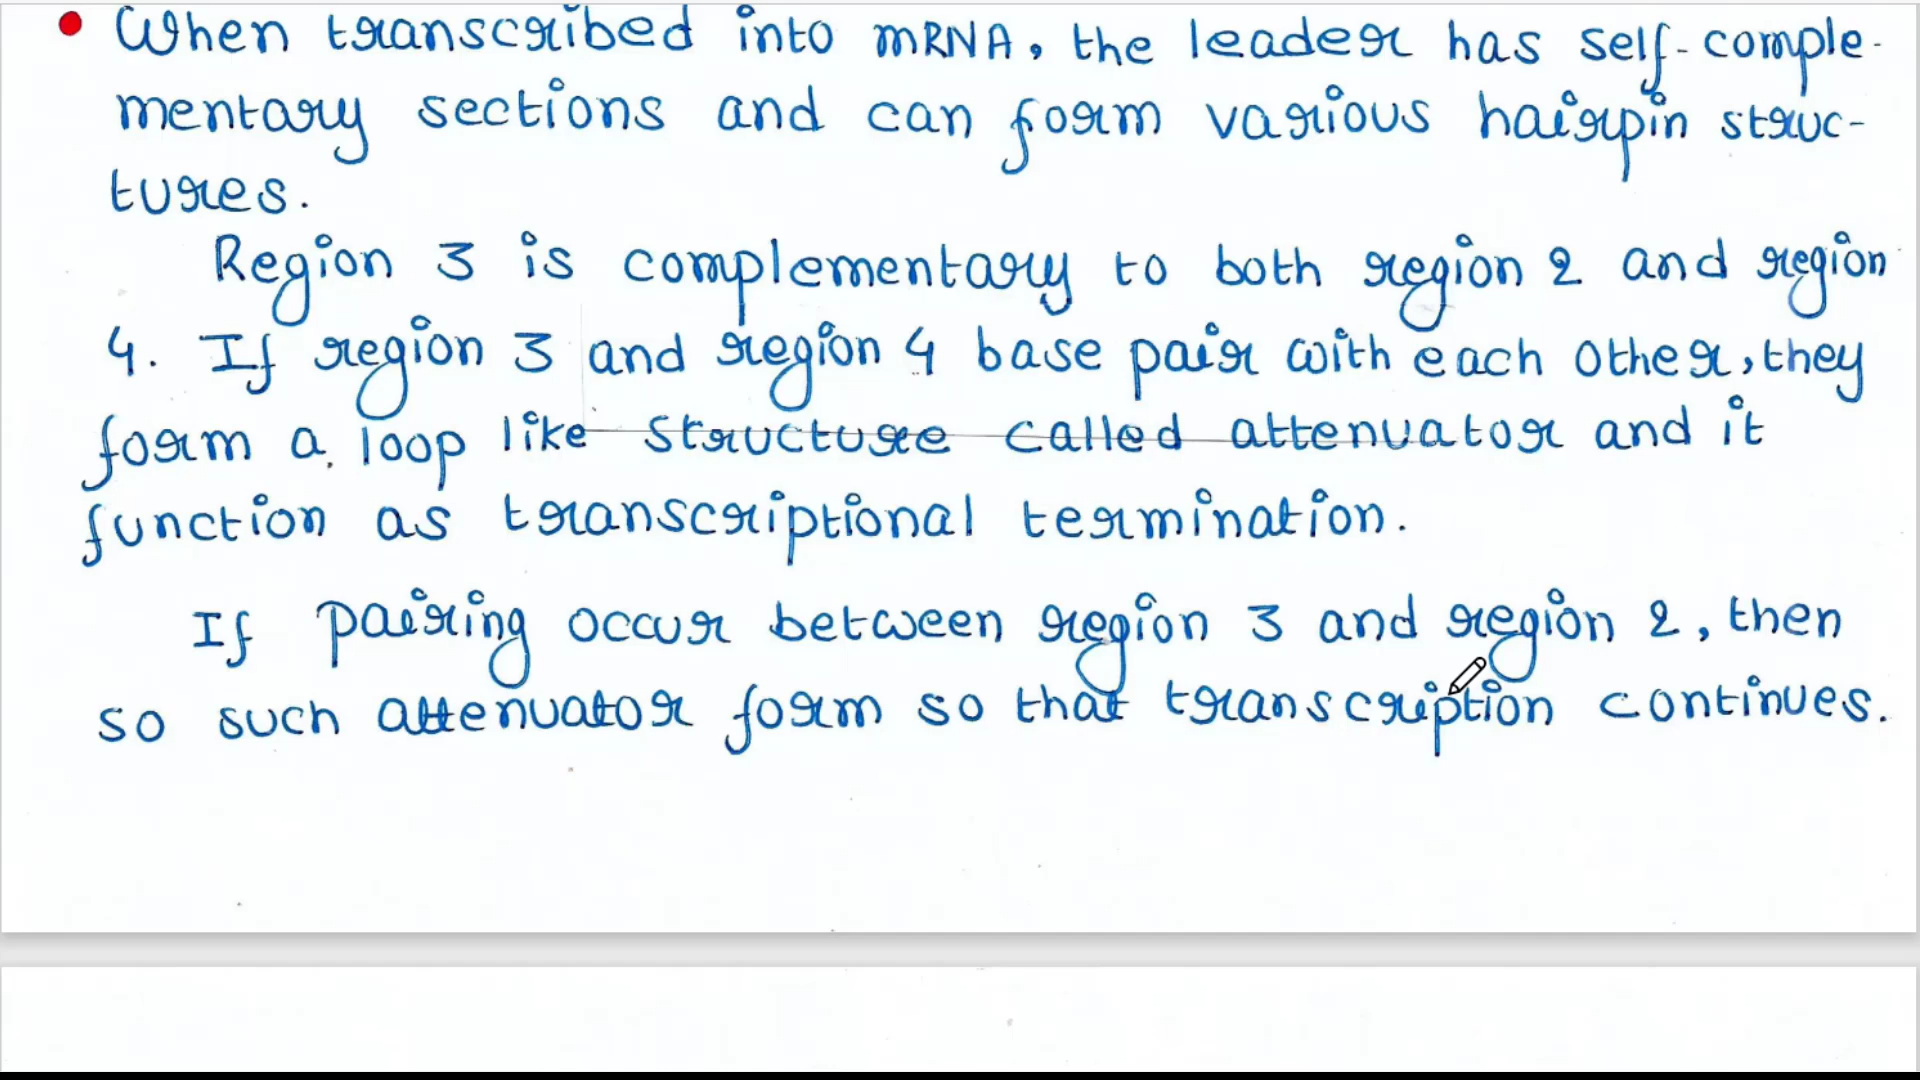 When transcribed into mRNA, the leader has self-comple-
mentary sections and can form various hairpin struc-
tures.
Region 3 is complementary to both region 2 and region
4. If region 3 and region 4 base pair with each other, they
form a loop like structure called attenuator and it
function as transcriptional termination.
If pairing occur between region 3 and region 2, then
so such attenuator form so that transcription continues.